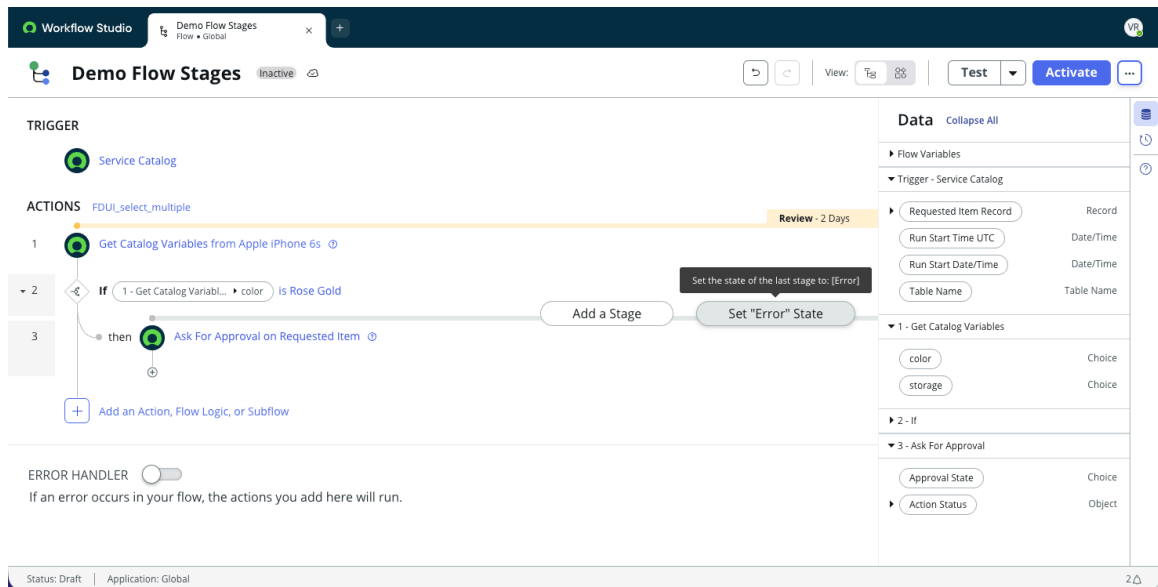 Workflow Studio
Demo Flow Stages
Flow • Global
VR
Demo Flow Stages Inactive
View: Test Activate
TRIGGER
Service Catalog
ACTIONS FDUI_select_multiple
Review - 2 Days
1 Get Catalog Variables from Apple iPhone 6s
Set the state of the last stage to: [Error]
2 If 1 - Get Catalog Variabl... color is Rose Gold
Add a Stage Set "Error" State
3 then Ask For Approval on Requested Item
Add an Action, Flow Logic, or Subflow
ERROR HANDLER
If an error occurs in your flow, the actions you add here will run.
Data Collapse All
Flow Variables
Trigger - Service Catalog
Requested Item Record Record
Run Start Time UTC Date/Time
Run Start Date/Time Date/Time
Table Name Table Name
1 - Get Catalog Variables
color Choice
storage Choice
2 - If
3 - Ask For Approval
Approval State Choice
Action Status Object
Status: Draft Application: Global 2